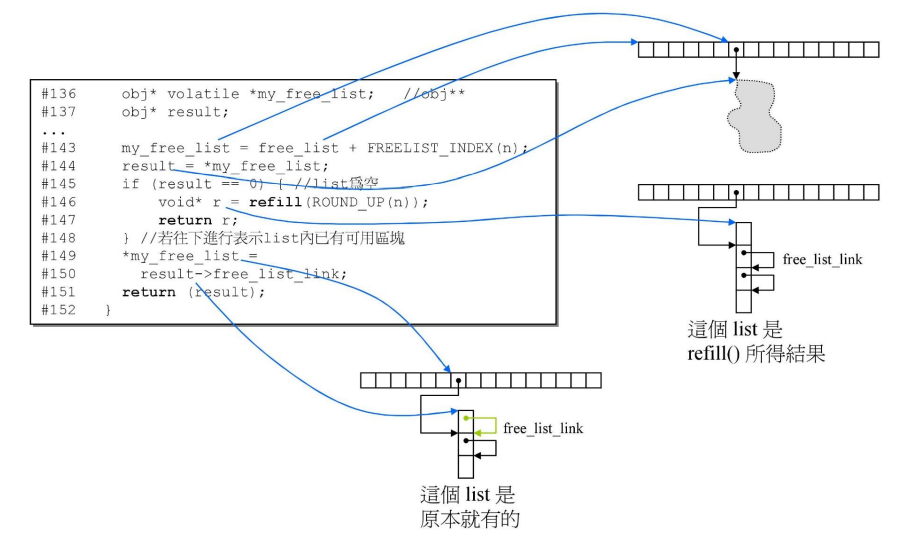 #136 obj* volatile *my_free_list; //obj**
#137 obj* result;
...
#143 my_free_list = free_list + FREELIST_INDEX(n);
#144 result = *my_free_list;
#145 if (result == 0) { //list爲空
#146 void* r = refill(ROUND_UP(n));
#147 return r;
#148 } //若往下進行表示list內已有可用區塊
#149 *my_free_list =
#150 result->free_list_link;
#151 return (result);
#152 }
free_list_link
這個 list 是
refill() 所得結果
free_list_link
這個 list 是
原本就有的